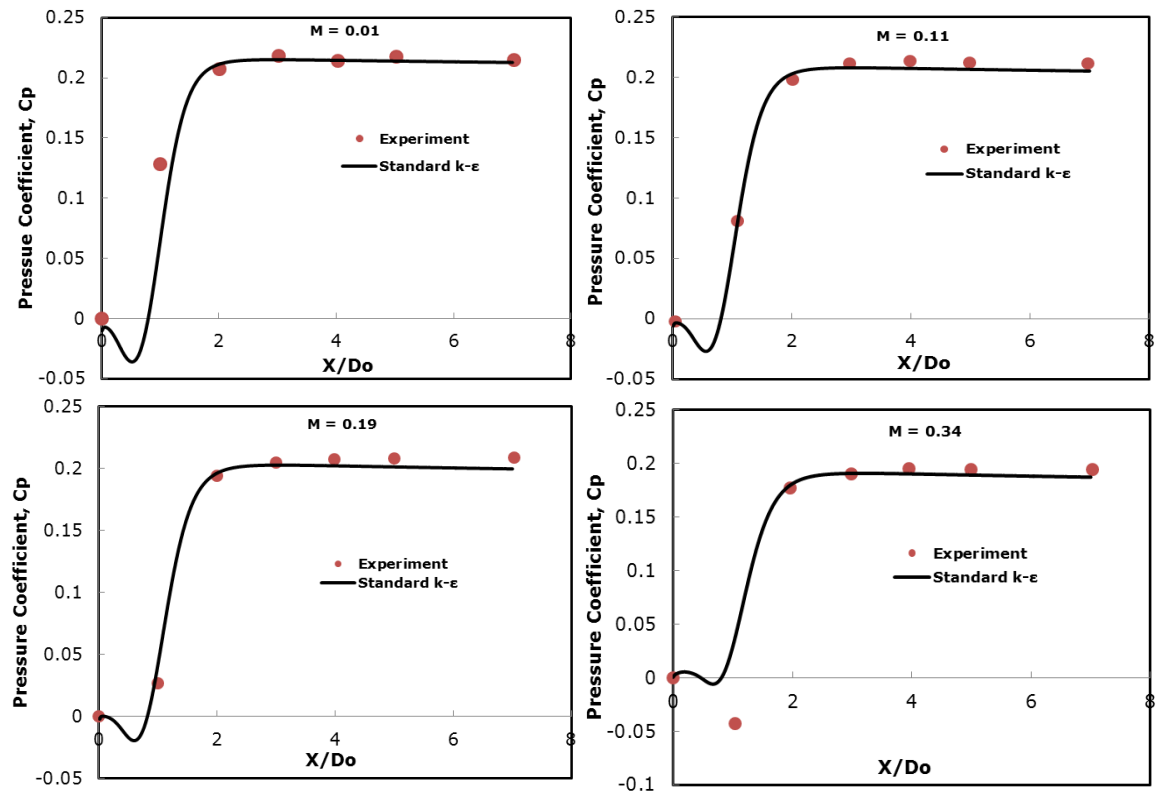 M = 0.01
0.25
0.2
0.15
0.1
0.05
0
-0.05
Pressue Coefficient, Cp
Experiment
Standard k-ε
0 2 4 6 8
X/Do
M = 0.11
0.25
0.2
0.15
0.1
0.05
0
-0.05
Pressure Coefficient, Cp
Experiment
Standard k-ε
0 2 4 6 8
X/Do
M = 0.19
0.25
0.2
0.15
0.1
0.05
0
-0.05
Pressure Coefficient, Cp
Experiment
Standard k-ε
0 2 4 6 8
X/Do
M = 0.34
0.25
0.2
0.15
0.1
0.05
0
-0.05
-0.1
Pressure Coefficient, Cp
Experiment
Standard k-ε
0 2 4 6 8
X/Do